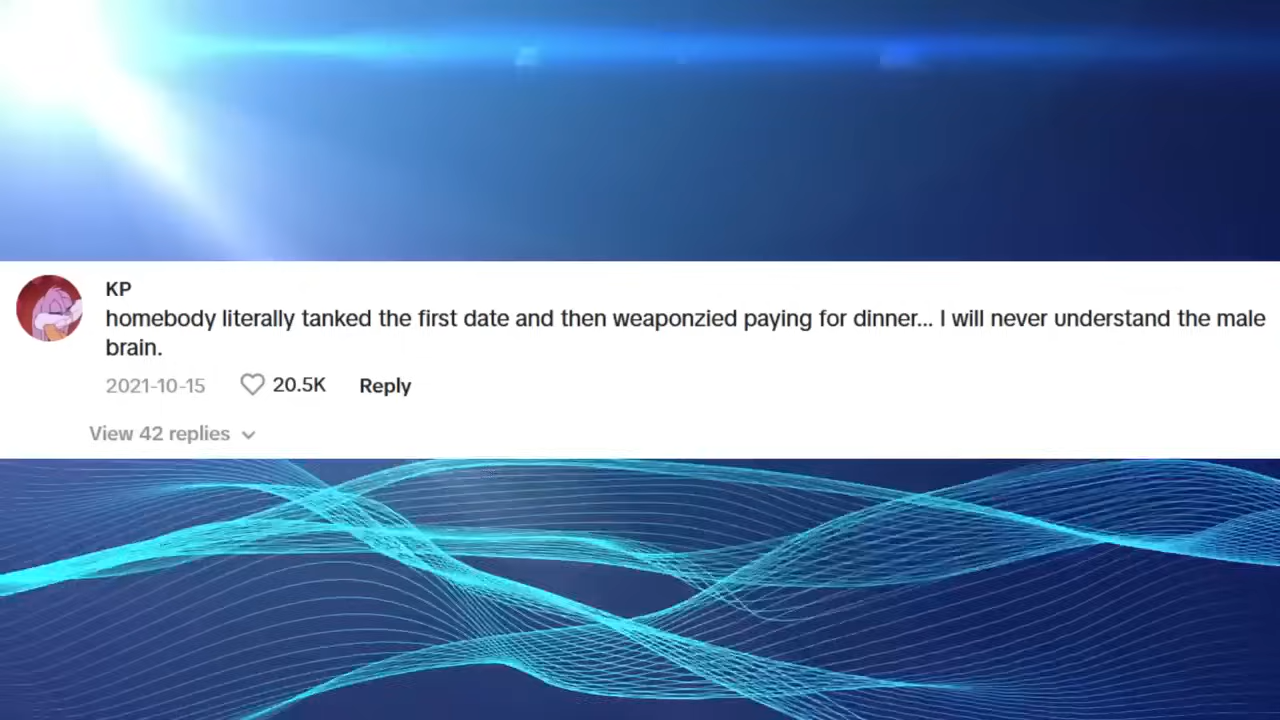 KP
homebody literally tanked the first date and then weaponzied paying for dinner... I will never understand the male
brain.
2021-10-15 20.5K Reply
View 42 replies